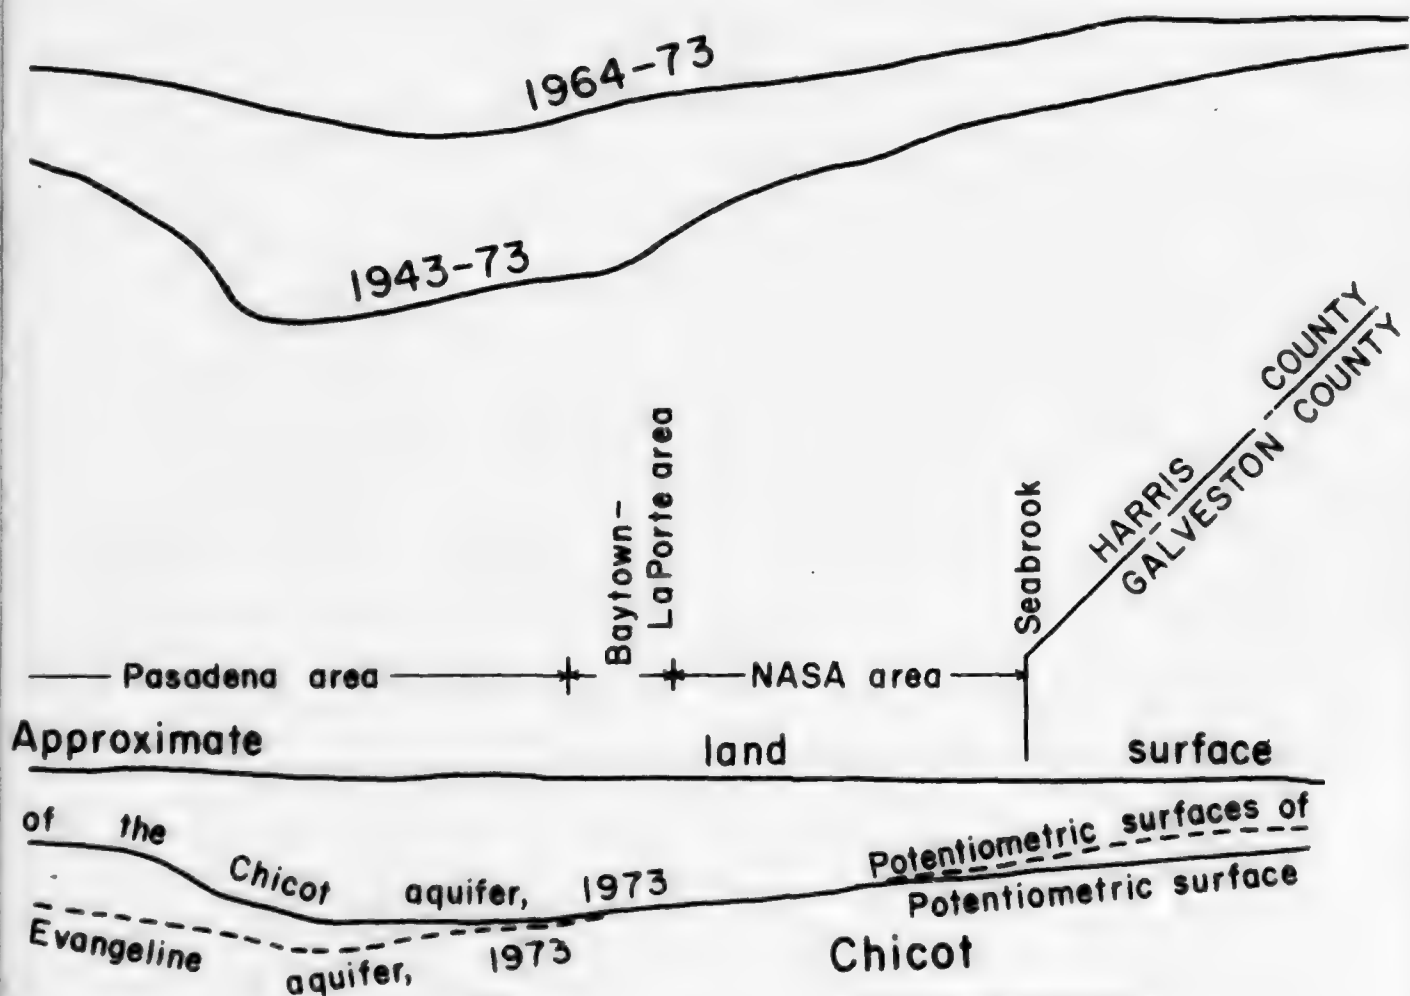 1964-73
1943-73
HARRIS COUNTY
GALVESTON COUNTY
Baytown-
LaPorte area
Seabrook
Pasadena area
NASA area
Approximate land surface
of the Chicot aquifer, 1973
Potentiometric surfaces of
Potentiometric surface
Evangeline aquifer, 1973
Chicot